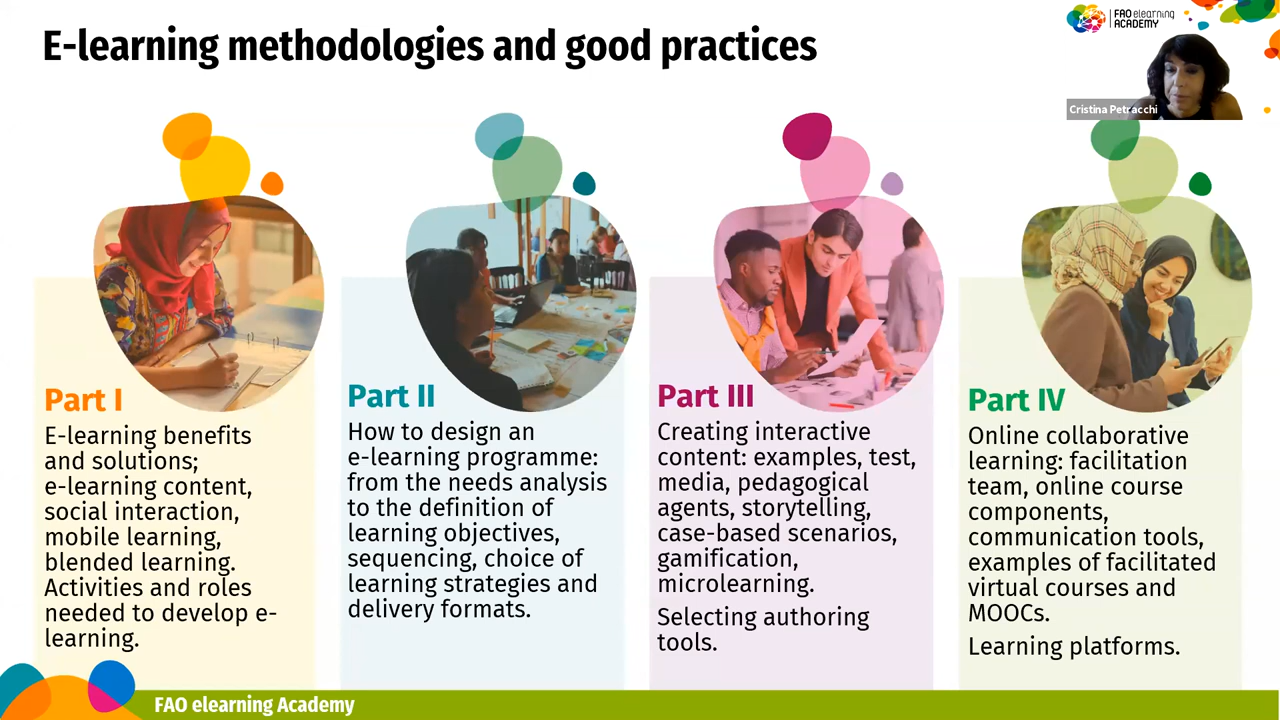 E-learning methodologies and good practices
FAO elearning
ACADEMY
Cristina Petracchi
Part I
E-learning benefits
and solutions;
e-learning content,
social interaction,
mobile learning,
blended learning.
Activities and roles
needed to develop e-
learning.
Part II
How to design an
e-learning programme:
from the needs analysis
to the definition of
learning objectives,
sequencing, choice of
learning strategies and
delivery formats.
Part III
Creating interactive
content: examples, test,
media, pedagogical
agents, storytelling,
case-based scenarios,
gamification,
microlearning.
Selecting authoring
tools.
Part IV
Online collaborative
learning: facilitation
team, online course
components,
communication tools,
examples of facilitated
virtual courses and
MOOCs.
Learning platforms.
FAO elearning Academy